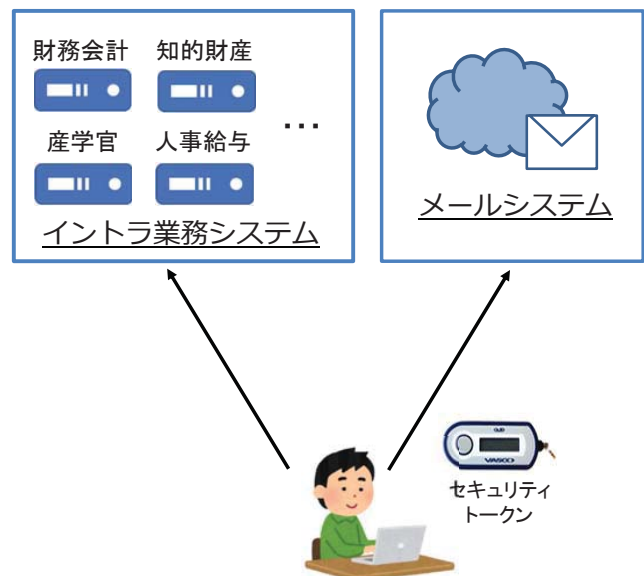 財務会計
知的財産
産学官
人事給与
…
イントラ業務システム
メールシステム
VASCO
セキュリティ
トークン